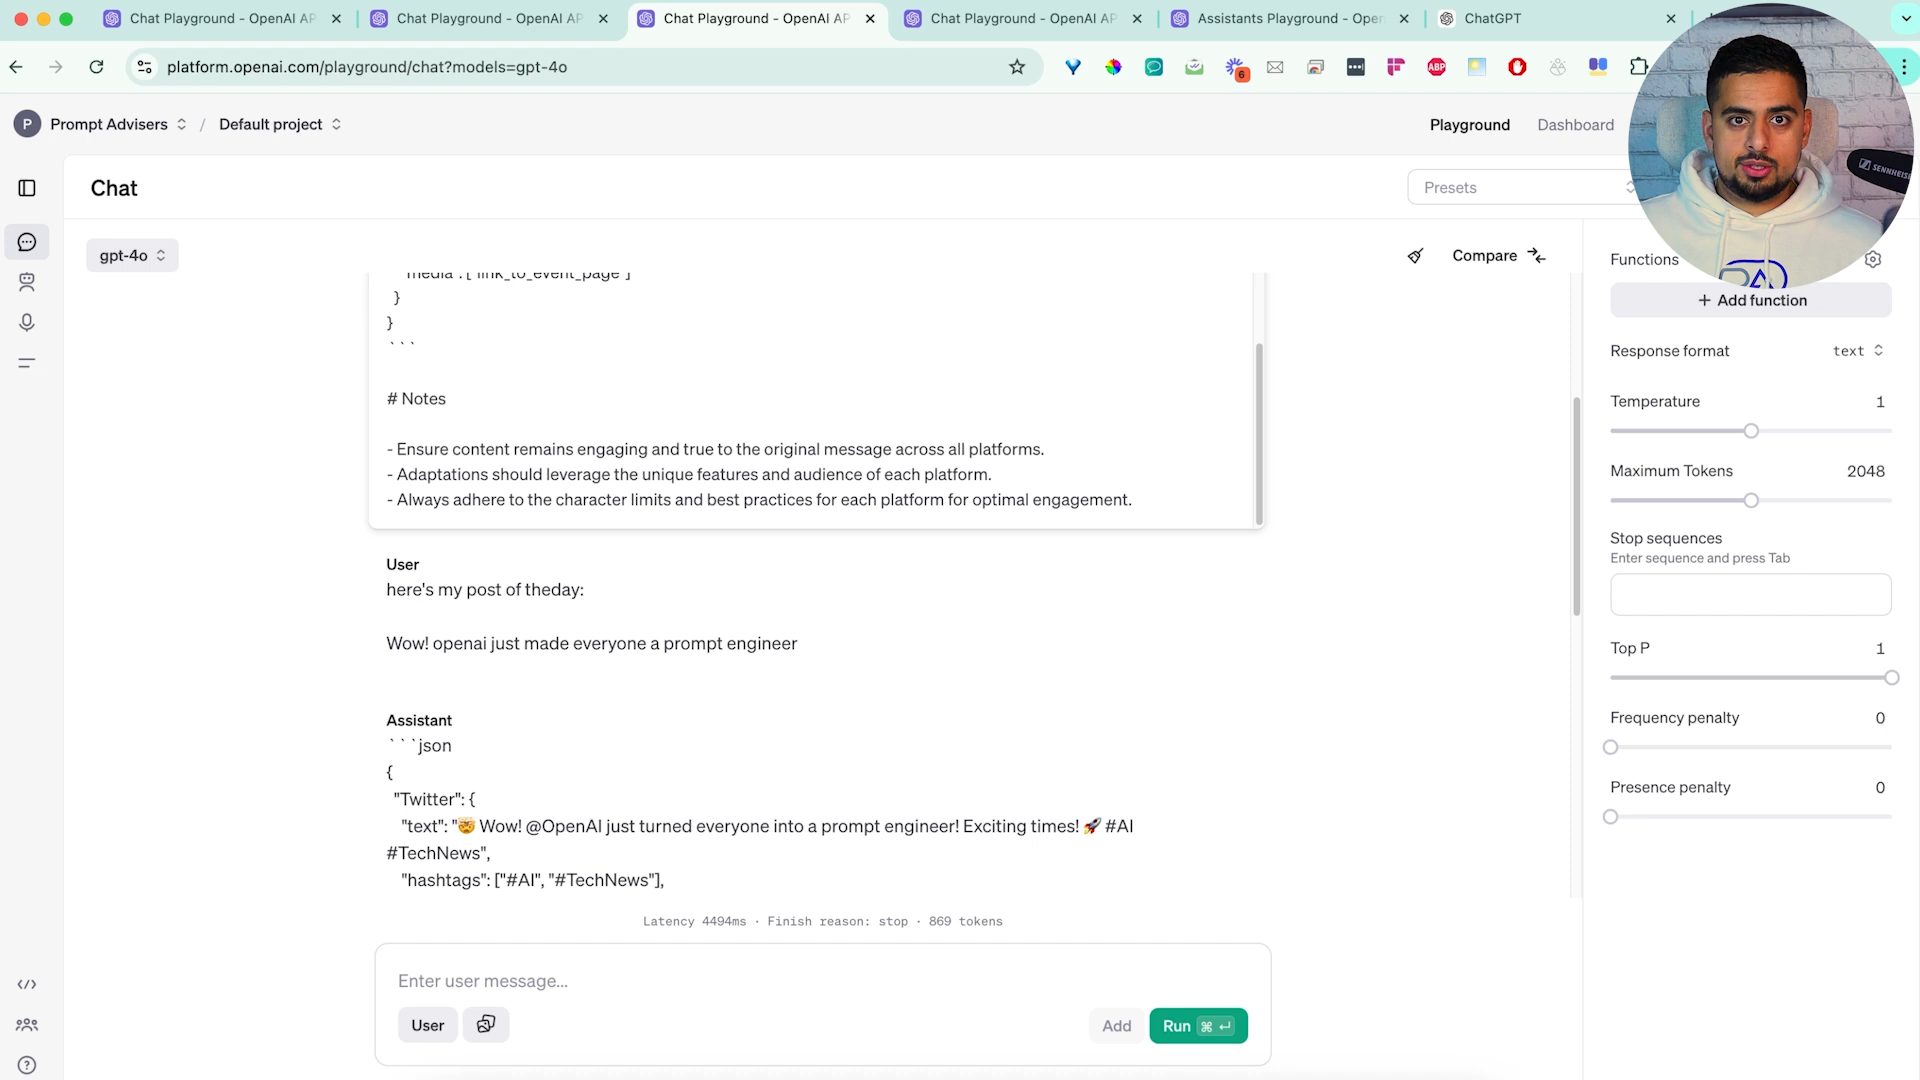 Chat Playground - OpenAI AP
Chat Playground - OpenAI AP
Chat Playground - OpenAI AP
Chat Playground - OpenAI AP
Assistants Playground - Open
ChatGPT
platform.openai.com/playground/chat?models=gpt-4o
6
ABP
P Prompt Advisers / Default project
Playground Dashboard
SENNHEISER
Chat
Presets
gpt-4o
Compare
Functions
+ Add function
"media":["link_to_event_page"]
}
}
```
# Notes
- Ensure content remains engaging and true to the original message across all platforms.
- Adaptations should leverage the unique features and audience of each platform.
- Always adhere to the character limits and best practices for each platform for optimal engagement.
User
here's my post of theday:
Wow! openai just made everyone a prompt engineer
Assistant
```json
{
"Twitter": {
"text": "🤯 Wow! @OpenAI just turned everyone into a prompt engineer! Exciting times! 🚀 #AI
#TechNews",
"hashtags": ["#AI", "#TechNews"],
Latency 4494ms · Finish reason: stop · 869 tokens
Enter user message...
User
Add
Run ⌘ ↵
Response format text
Temperature 1
Maximum Tokens 2048
Stop sequences
Enter sequence and press Tab
Top P 1
Frequency penalty 0
Presence penalty 0